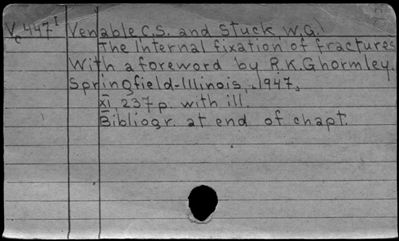 Vc 447 I Venable C.S. and Stuck, W.G.!
The Internal fixation of fractures
With a foreword by R.K.Ghormley.
Springfield-Illinois, 1947,
XI, 237 p. with ill.
Bibliogr. at end of chapt.